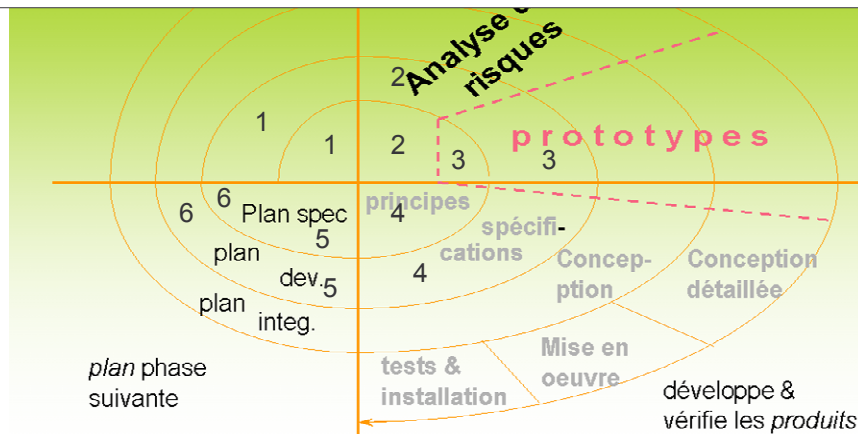 Analyse
risques
2
1
1
2
3
prototypes
3
6
6
Plan spec
principes
4
5
spécifi-
cations
plan
dev.
5
4
Concep-
ption
Conception
détaillée
plan
integ.
plan phase
suivante
tests &
installation
Mise en
oeuvre
développe &
vérifie les produits